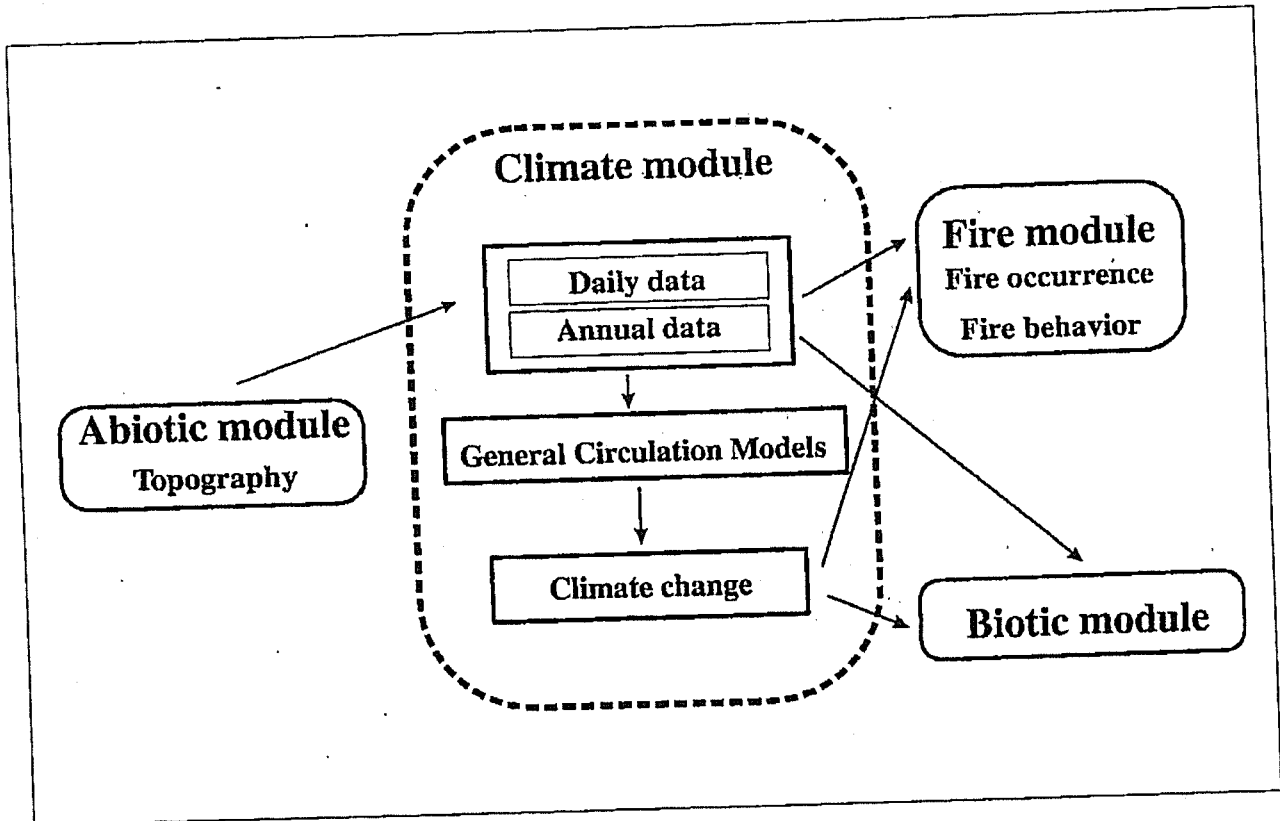 Climate module
Daily data
Annual data
General Circulation Models
Climate change
Abiotic module
Topography
Fire module
Fire occurrence
Fire behavior
Biotic module